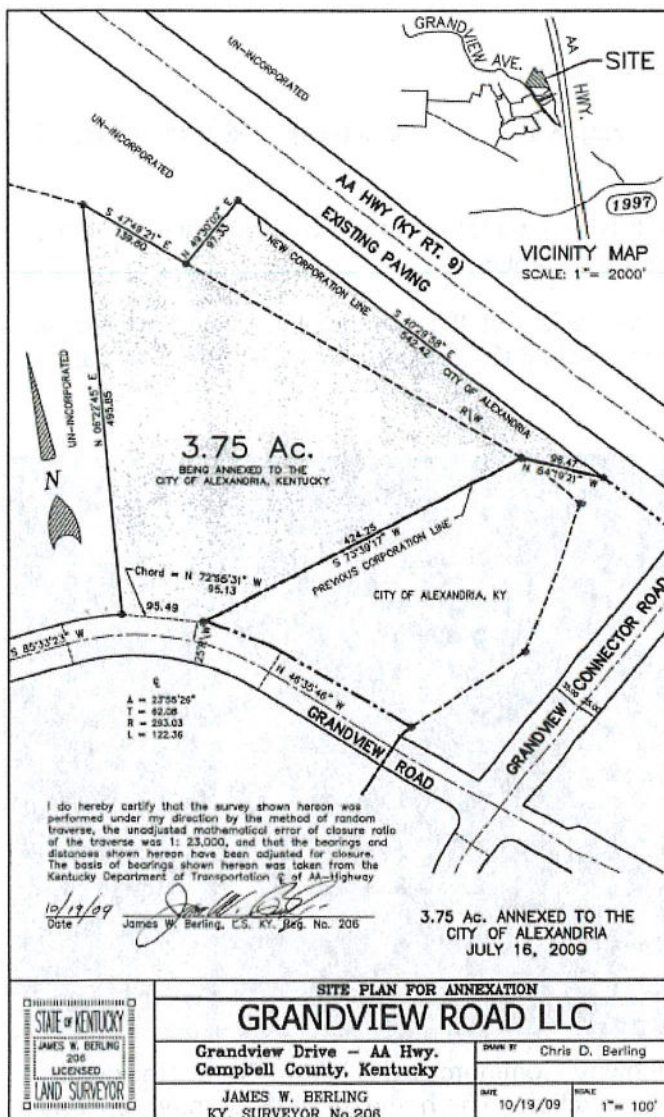 GRANDVIEW
AVE.
AA
HWY.
SITE
1997
VICINITY MAP
SCALE: 1"= 2000'
UN-INCORPORATED
UN-INCORPORATED
AA HWY (KY RT. 9)
EXISTING PAVING
S 47°49'21" E
139.60
N 49°30'02" E
97.33
NEW CORPORATION LINE
S 40°29'58" E
542.42
CITY OF ALEXANDRIA
R\W
UN-INCORPORATED
N 06°22'45" E
495.85
N
3.75 Ac.
BEING ANNEXED TO THE
CITY OF ALEXANDRIA, KENTUCKY
98.47
N 64°19'21" W
424.25
S 73°39'17" W
PREVIOUS CORPORATION LINE
Chord = N 72°55'31" W
95.13
95.49
CITY OF ALEXANDRIA, KY
S 85°33'23" W
N 46°35'46" W
GRANDVIEW ROAD
GRANDVIEW CONNECTOR ROAD
℄
Δ = 23°55'26"
T = 62.08
R = 293.03
L = 122.36
I do hereby certify that the survey shown hereon was
performed under my direction by the method of random
traverse, the unadjusted mathematical error of closure ratio
of the traverse was 1: 23,000, and that the bearings and
distances shown hereon have been adjusted for closure.
The basis of bearings shown hereon was taken from the
Kentucky Department of Transportation ℄ of AA-Highway
10/19/09
Date James W. Berling, L.S. KY. Reg. No. 206
3.75 Ac. ANNEXED TO THE
CITY OF ALEXANDRIA
JULY 16, 2009
STATE of KENTUCKY
JAMES W. BERLING
206
LICENSED
LAND SURVEYOR
SITE PLAN FOR ANNEXATION
GRANDVIEW ROAD LLC
Grandview Drive - AA Hwy.
Campbell County, Kentucky
DRAWN BY Chris D. Berling
JAMES W. BERLING
KY. SURVEYOR No.206
DATE 10/19/09
SCALE 1"= 100'